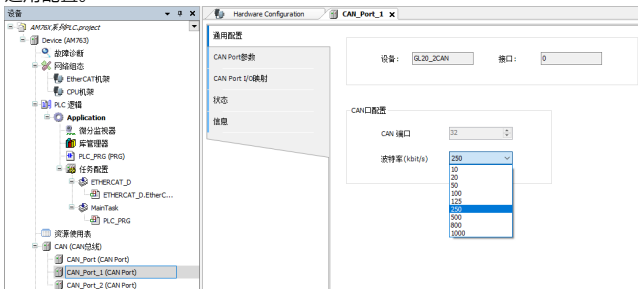 适用配置。
设备
Hardware Configuration
CAN_Port_1
AM76X系列PLC.project
Device (AM763)
故障诊断
网络组态
EtherCAT机架
CPU机架
PLC 逻辑
Application
微分监视器
库管理器
PLC_PRG (PRG)
任务配置
ETHERCAT_D
ETHERCAT_D.EtherC...
MainTask
PLC_PRG
资源使用表
CAN (CAN总线)
CAN_Port (CAN Port)
CAN_Port_1 (CAN Port)
CAN_Port_2 (CAN Port)
通用配置
CAN Port参数
CAN Port I/O映射
状态
信息
设备: GL20_2CAN 接口: 0
CAN口配置
CAN 端口 32
波特率(kbit/s) 250
10
20
50
100
125
250
500
800
1000